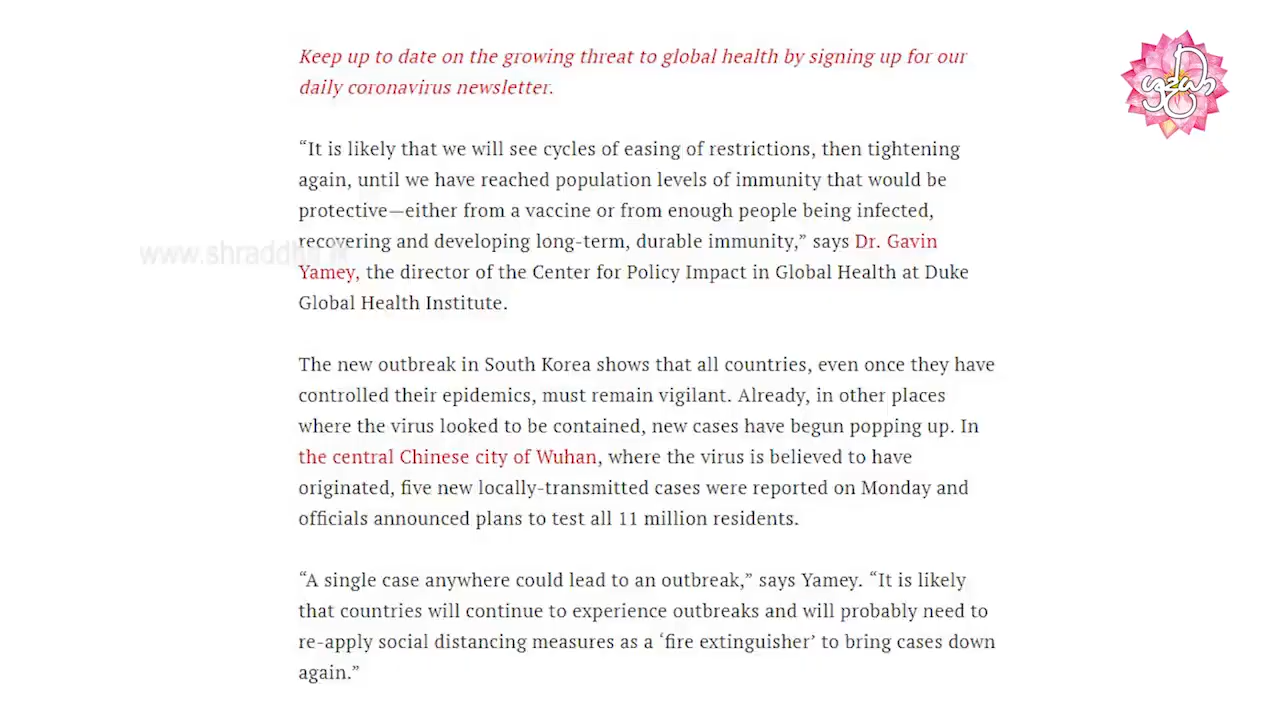 Keep up to date on the growing threat to global health by signing up for our
daily coronavirus newsletter.
“It is likely that we will see cycles of easing of restrictions, then tightening
again, until we have reached population levels of immunity that would be
protective—either from a vaccine or from enough people being infected,
recovering and developing long-term, durable immunity,” says Dr. Gavin
Yamey, the director of the Center for Policy Impact in Global Health at Duke
Global Health Institute.
The new outbreak in South Korea shows that all countries, even once they have
controlled their epidemics, must remain vigilant. Already, in other places
where the virus looked to be contained, new cases have begun popping up. In
the central Chinese city of Wuhan, where the virus is believed to have
originated, five new locally-transmitted cases were reported on Monday and
officials announced plans to test all 11 million residents.
“A single case anywhere could lead to an outbreak,” says Yamey. “It is likely
that countries will continue to experience outbreaks and will probably need to
re-apply social distancing measures as a ‘fire extinguisher’ to bring cases down
again.”